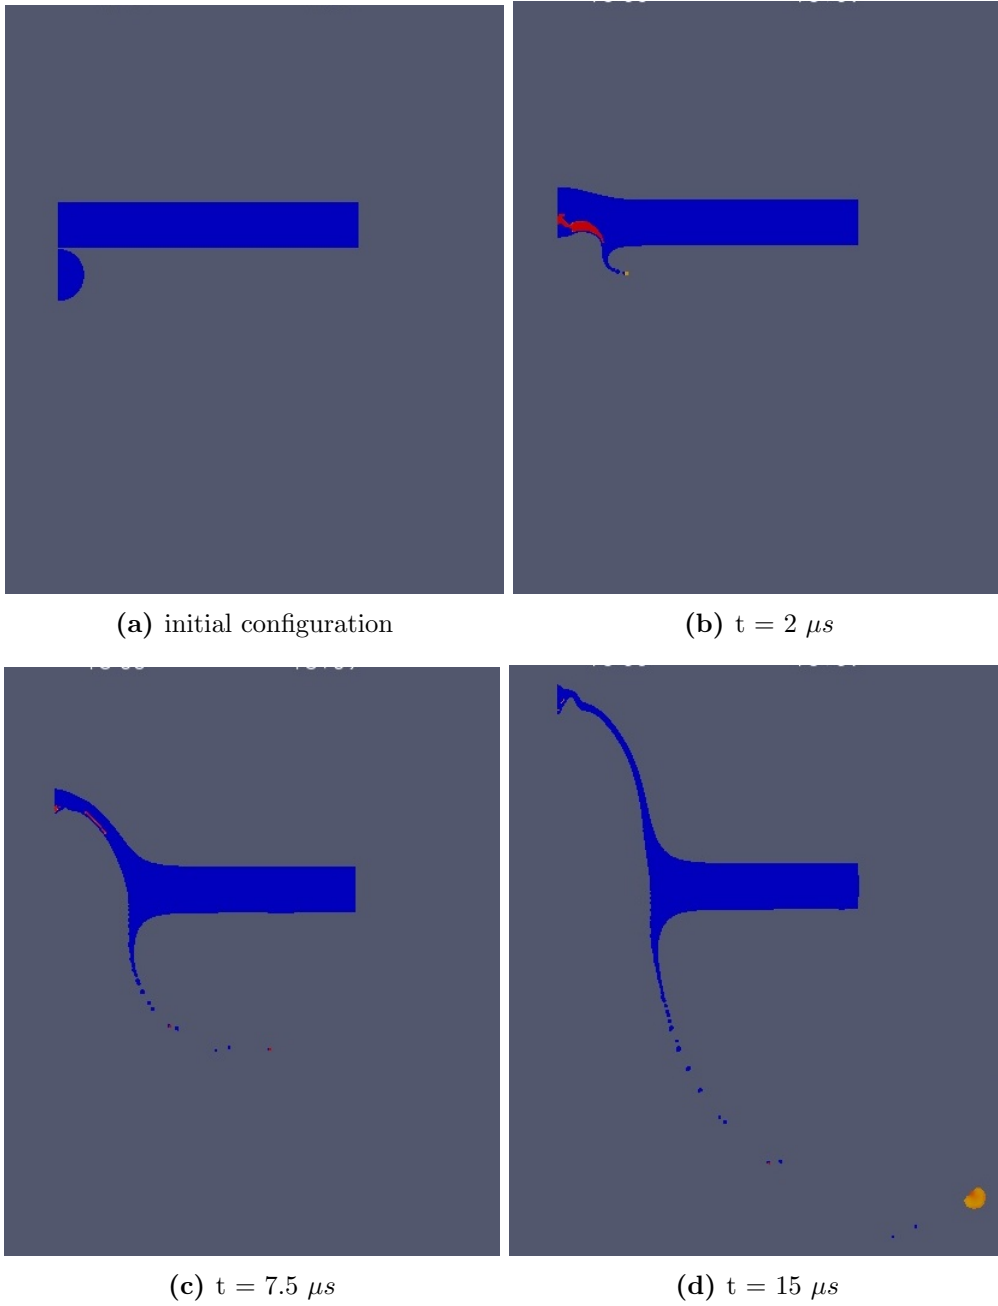 (a) initial configuration
(b) t = 2 μs
(c) t = 7.5 μs
(d) t = 15 μs